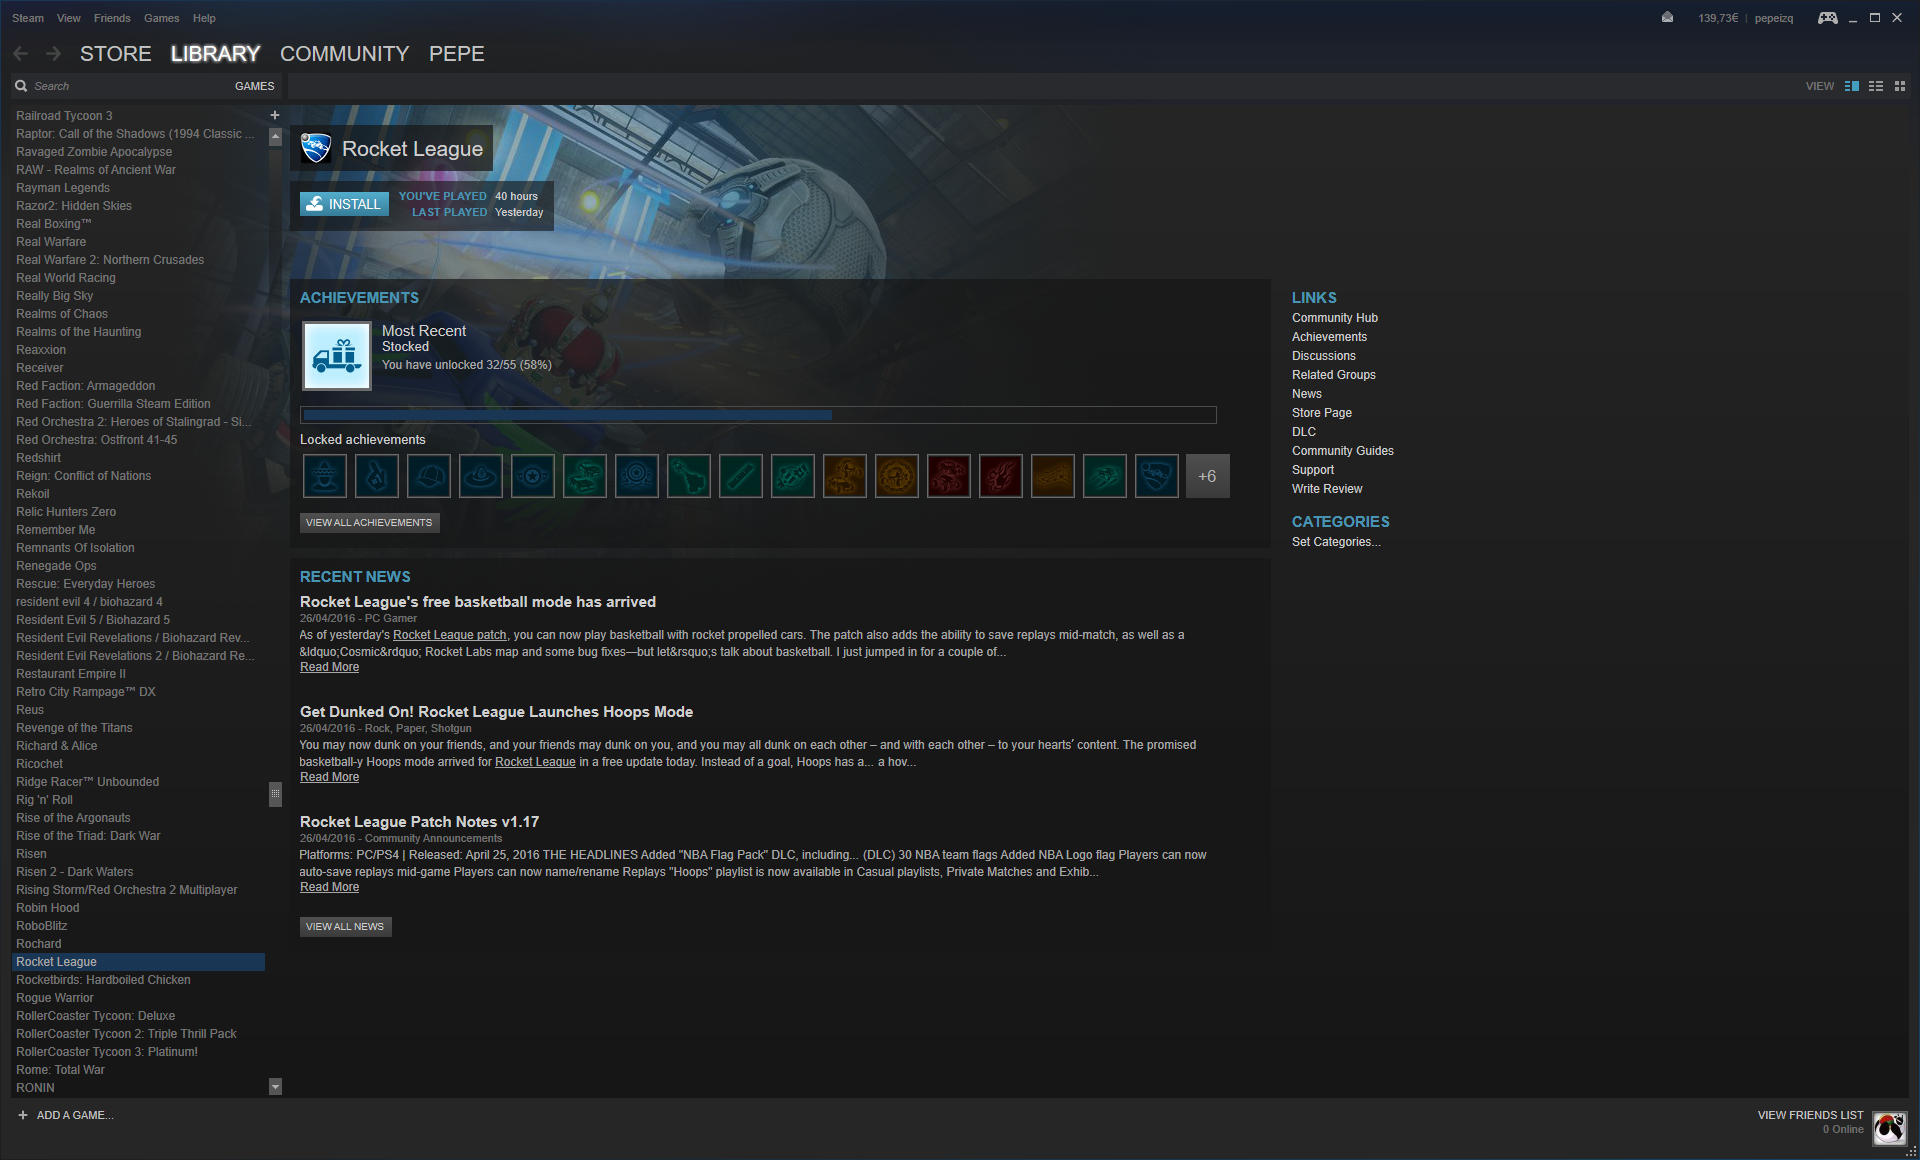 Steam View Friends Games Help
139,73€ | pepeizq
STORE LIBRARY COMMUNITY PEPE
Search GAMES
VIEW
Railroad Tycoon 3
Raptor: Call of the Shadows (1994 Classic ...
Ravaged Zombie Apocalypse
RAW - Realms of Ancient War
Rayman Legends
Razor2: Hidden Skies
Real Boxing™
Real Warfare
Real Warfare 2: Northern Crusades
Real World Racing
Really Big Sky
Realms of Chaos
Realms of the Haunting
Reaxxion
Receiver
Red Faction: Armageddon
Red Faction: Guerrilla Steam Edition
Red Orchestra 2: Heroes of Stalingrad - Si...
Red Orchestra: Ostfront 41-45
Redshirt
Reign: Conflict of Nations
Rekoil
Relic Hunters Zero
Remember Me
Remnants Of Isolation
Renegade Ops
Rescue: Everyday Heroes
resident evil 4 / biohazard 4
Resident Evil 5 / Biohazard 5
Resident Evil Revelations / Biohazard Rev...
Resident Evil Revelations 2 / Biohazard Re...
Restaurant Empire II
Retro City Rampage™ DX
Reus
Revenge of the Titans
Richard & Alice
Ricochet
Ridge Racer™ Unbounded
Rig 'n' Roll
Rise of the Argonauts
Rise of the Triad: Dark War
Risen
Risen 2 - Dark Waters
Rising Storm/Red Orchestra 2 Multiplayer
Robin Hood
RoboBlitz
Rochard
Rocket League
Rocketbirds: Hardboiled Chicken
Rogue Warrior
RollerCoaster Tycoon: Deluxe
RollerCoaster Tycoon 2: Triple Thrill Pack
RollerCoaster Tycoon 3: Platinum!
Rome: Total War
RONIN
Rocket League
INSTALL
YOU'VE PLAYED 40 hours
LAST PLAYED Yesterday
ACHIEVEMENTS
Most Recent
Stocked
You have unlocked 32/55 (58%)
Locked achievements
+6
VIEW ALL ACHIEVEMENTS
RECENT NEWS
Rocket League's free basketball mode has arrived
26/04/2016 - PC Gamer
As of yesterday's Rocket League patch, you can now play basketball with rocket propelled cars. The patch also adds the ability to save replays mid-match, as well as a
&ldquo;Cosmic&rdquo; Rocket Labs map and some bug fixes—but let&rsquo;s talk about basketball. I just jumped in for a couple of...
Read More
Get Dunked On! Rocket League Launches Hoops Mode
26/04/2016 - Rock, Paper, Shotgun
You may now dunk on your friends, and your friends may dunk on you, and you may all dunk on each other – and with each other – to your hearts’ content. The promised
basketball-y Hoops mode arrived for Rocket League in a free update today. Instead of a goal, Hoops has a... a hov...
Read More
Rocket League Patch Notes v1.17
26/04/2016 - Community Announcements
Platforms: PC/PS4 | Released: April 25, 2016 THE HEADLINES Added "NBA Flag Pack" DLC, including... (DLC) 30 NBA team flags Added NBA Logo flag Players can now
auto-save replays mid-game Players can now name/rename Replays "Hoops" playlist is now available in Casual playlists, Private Matches and Exhib...
Read More
VIEW ALL NEWS
LINKS
Community Hub
Achievements
Discussions
Related Groups
News
Store Page
DLC
Community Guides
Support
Write Review
CATEGORIES
Set Categories...
ADD A GAME...
VIEW FRIENDS LIST
0 Online